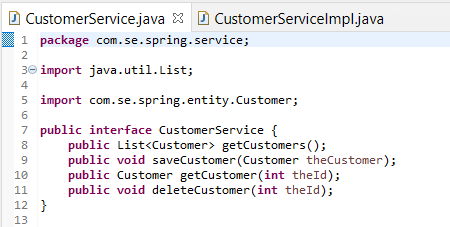 CustomerService.java CustomerServiceImpl.java
1 package com.se.spring.service;
2
3 import java.util.List;
4
5 import com.se.spring.entity.Customer;
6
7 public interface CustomerService {
8     public List<Customer> getCustomers();
9     public void saveCustomer(Customer theCustomer);
10     public Customer getCustomer(int theId);
11     public void deleteCustomer(int theId);
12 }
13